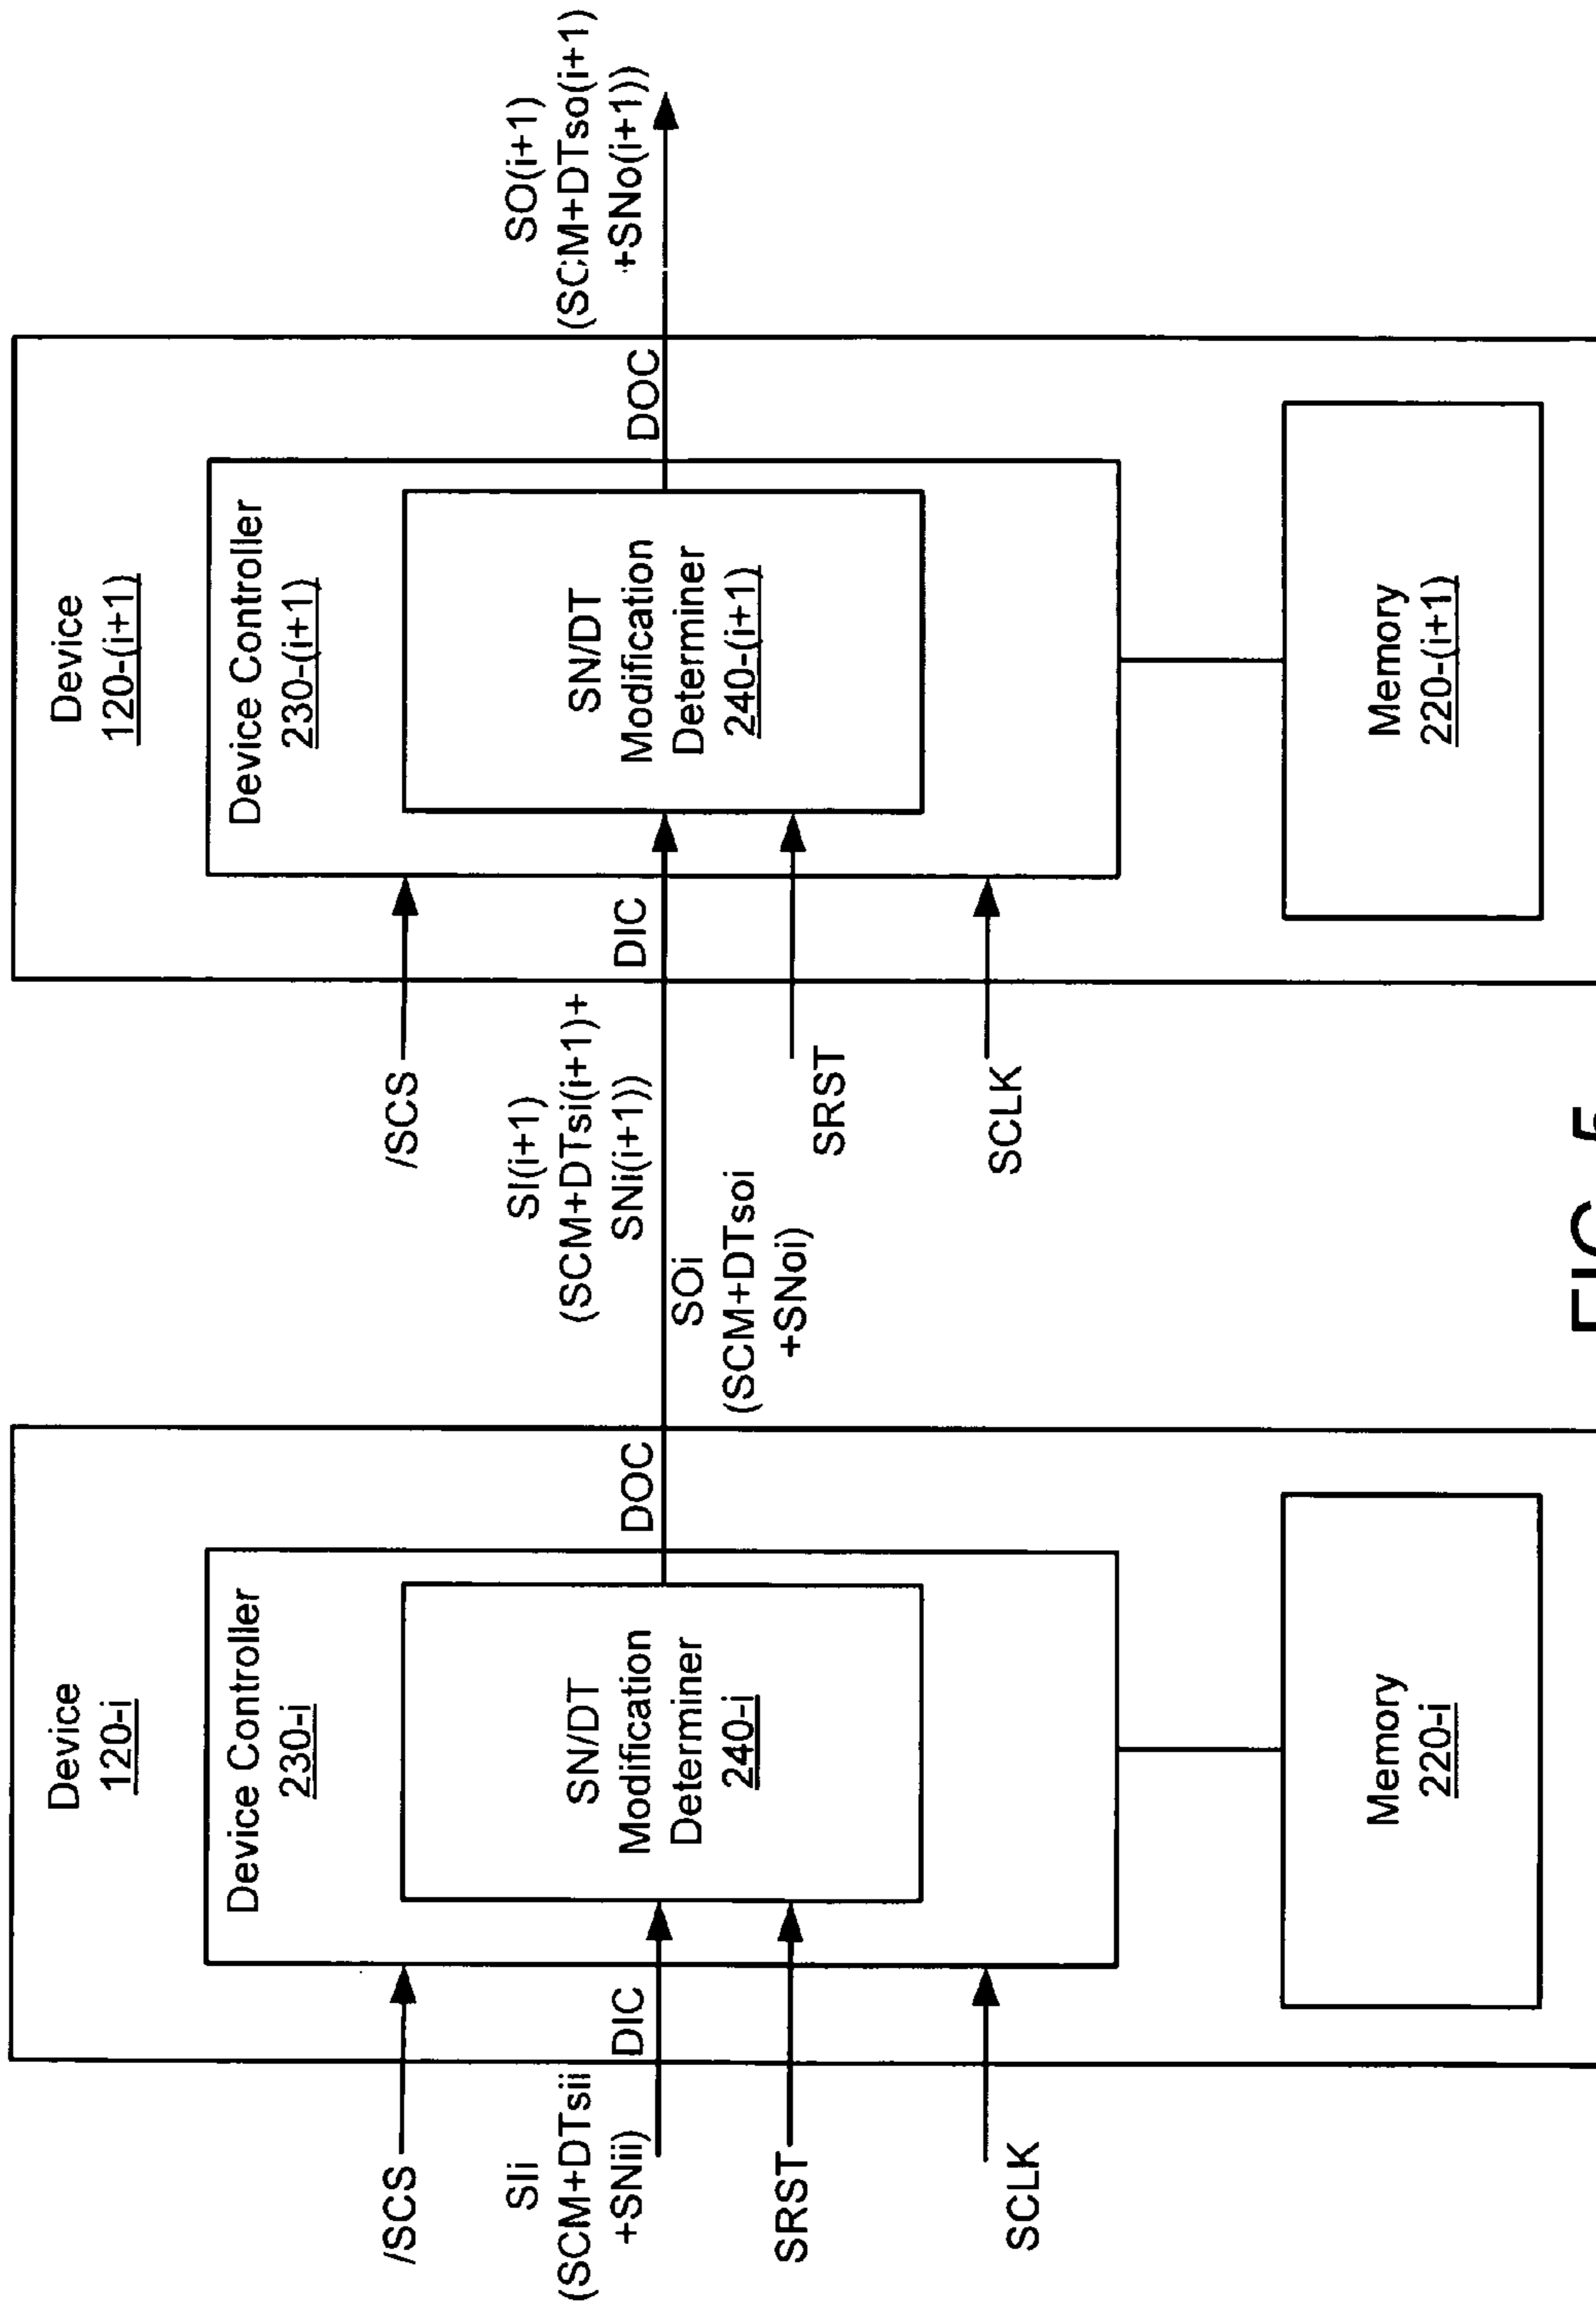 Device
120-i
Device Controller
230-i
SN/DT
Modification
Determiner
240-i
Memory
220-i
/SCS
SIi
(SCM+DTsii
+SNii)
DIC
SRST
SCLK
DOC
SOi
(SCM+DTsoi
+SNoi)
Device
120-(i+1)
Device Controller
230-(i+1)
SN/DT
Modification
Determiner
240-(i+1)
Memory
220-(i+1)
/SCS
SI(i+1)
(SCM+DTsi(i+1)+
SNi(i+1))
DIC
SRST
SCLK
DOC
SO(i+1)
(SCM+DTso(i+1)
+SNo(i+1))
FIG. 5